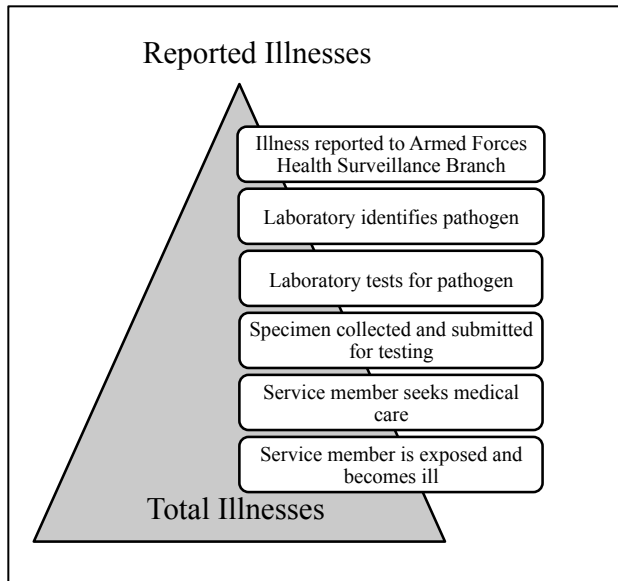 Reported Illnesses
Illness reported to Armed Forces
Health Surveillance Branch
Laboratory identifies pathogen
Laboratory tests for pathogen
Specimen collected and submitted
for testing
Service member seeks medical
care
Service member is exposed and
becomes ill
Total Illnesses